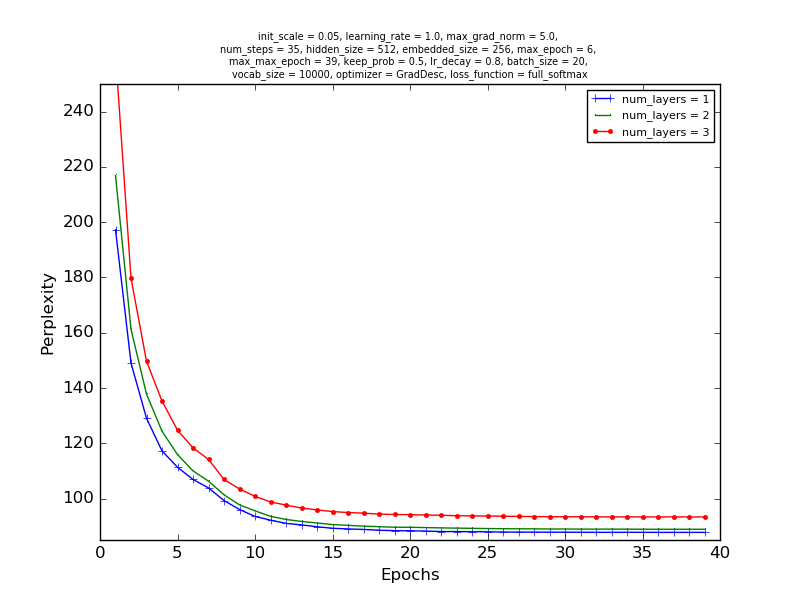 init_scale = 0.05, learning_rate = 1.0, max_grad_norm = 5.0,
num_steps = 35, hidden_size = 512, embedded_size = 256, max_epoch = 6,
max_max_epoch = 39, keep_prob = 0.5, lr_decay = 0.8, batch_size = 20,
vocab_size = 10000, optimizer = GradDesc, loss_function = full_softmax
num_layers = 1
num_layers = 2
num_layers = 3
240
220
200
180
160
140
120
100
Perplexity
0 5 10 15 20 25 30 35 40
Epochs